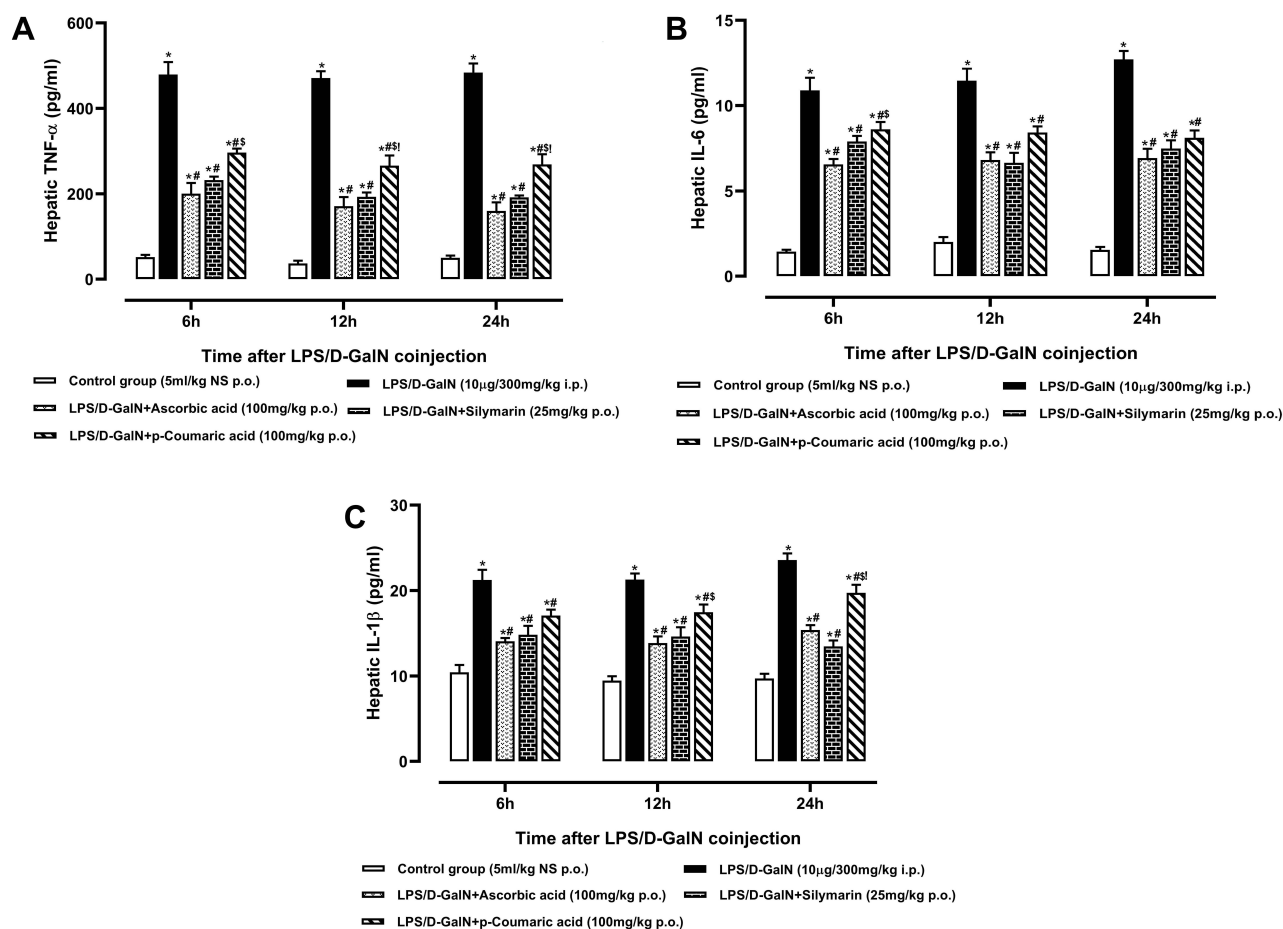 A
Hepatic TNF-α (pg/ml)
600
400
200
0
*
*#
*#
*#$
*
*#
*#
*#$!
*
*#
*#
*#$!
6h
12h
24h
Time after LPS/D-GalN coinjection
Control group (5ml/kg NS p.o.)
LPS/D-GalN (10μg/300mg/kg i.p.)
LPS/D-GalN+Ascorbic acid (100mg/kg p.o.)
LPS/D-GalN+Silymarin (25mg/kg p.o.)
LPS/D-GalN+p-Coumaric acid (100mg/kg p.o.)
B
Hepatic IL-6 (pg/ml)
15
10
5
0
*
*#
*#
*#$
*
*#
*#
*#
*
*#
*#
*#
6h
12h
24h
Time after LPS/D-GalN coinjection
Control group (5ml/kg NS p.o.)
LPS/D-GalN (10μg/300mg/kg i.p.)
LPS/D-GalN+Ascorbic acid (100mg/kg p.o.)
LPS/D-GalN+Silymarin (25mg/kg p.o.)
LPS/D-GalN+p-Coumaric acid (100mg/kg p.o.)
C
Hepatic IL-1β (pg/ml)
30
20
10
0
*
*#
*#
*#
*
*#
*#
*#$
*
*#
*#
*#$!
6h
12h
24h
Time after LPS/D-GalN coinjection
Control group (5ml/kg NS p.o.)
LPS/D-GalN (10μg/300mg/kg i.p.)
LPS/D-GalN+Ascorbic acid (100mg/kg p.o.)
LPS/D-GalN+Silymarin (25mg/kg p.o.)
LPS/D-GalN+p-Coumaric acid (100mg/kg p.o.)